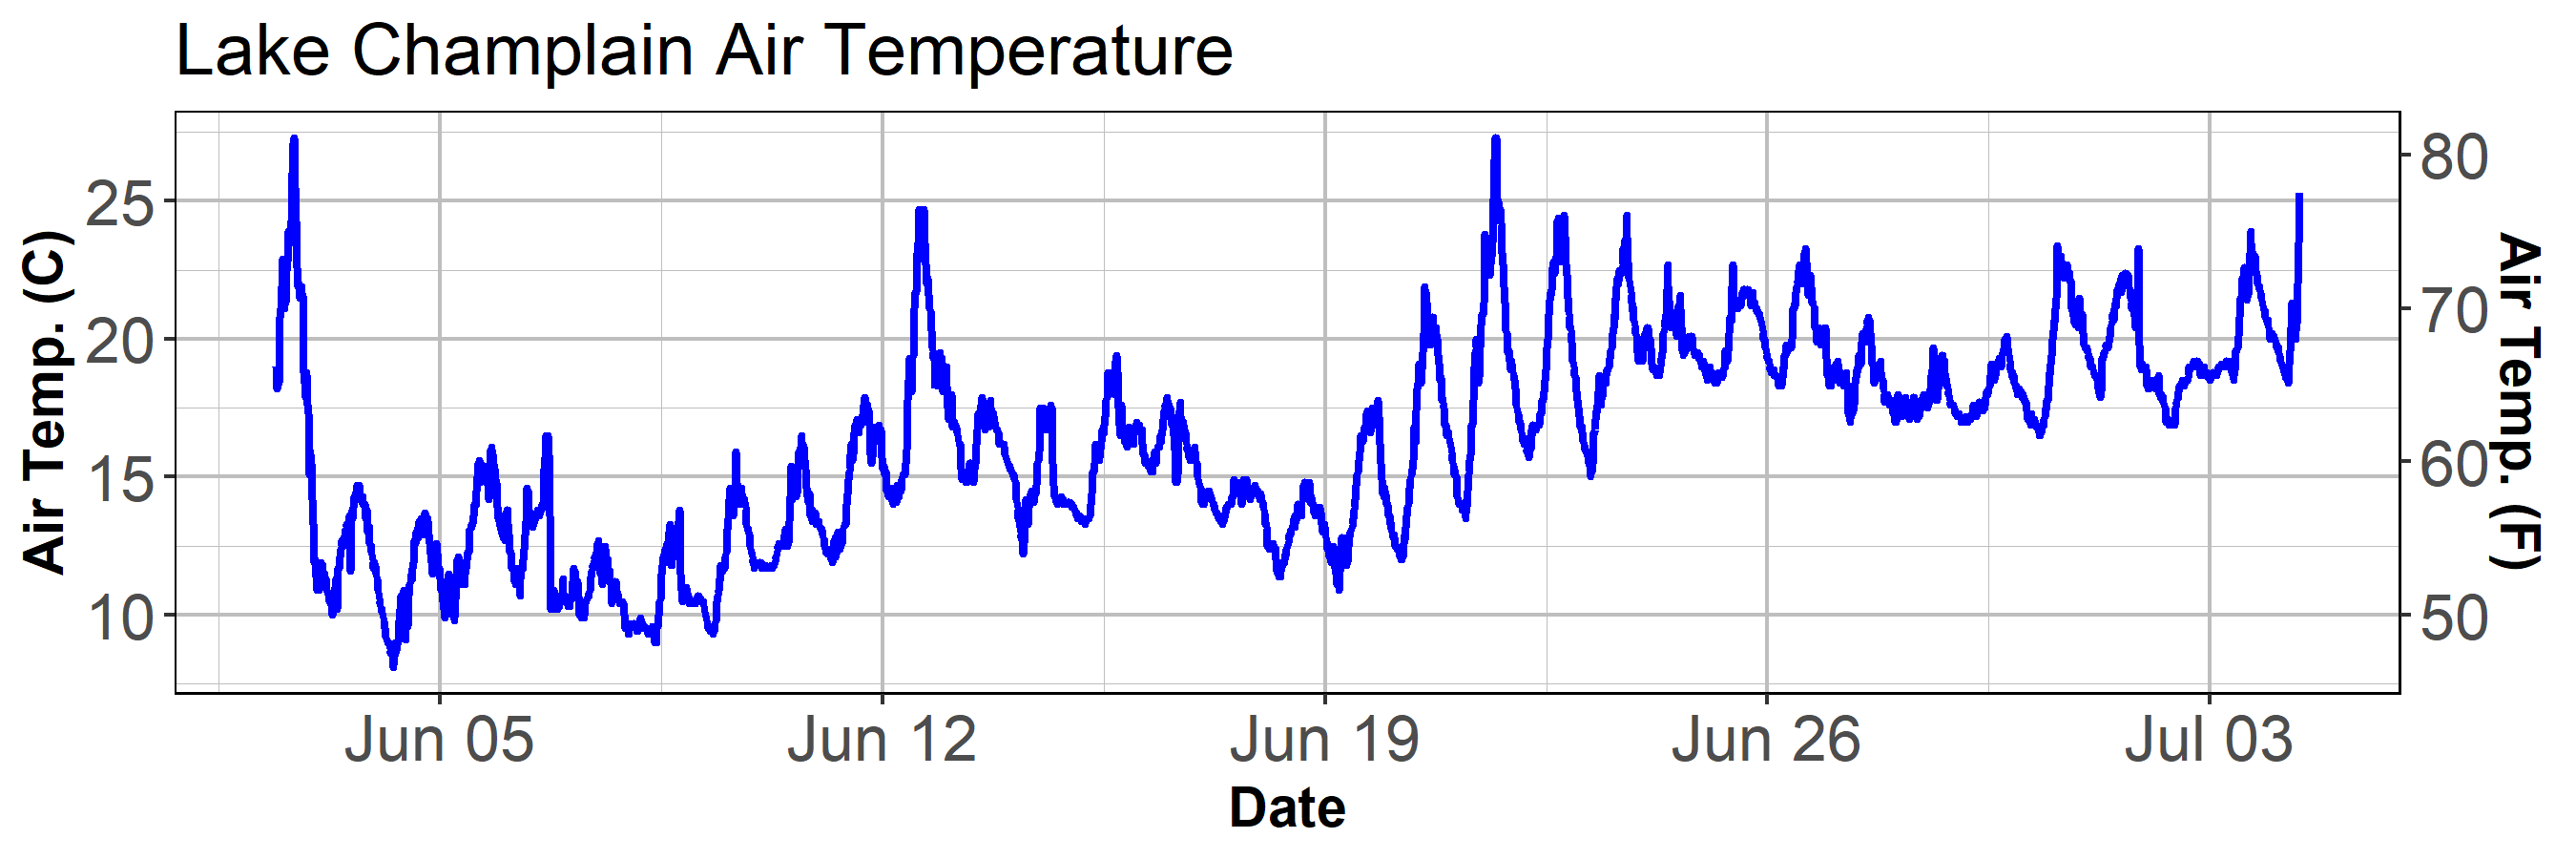 Lake Champlain Air Temperature
Air Temp. (C)
25
20
15
10
80
70
60
50
Air Temp. (F)
Jun 05
Jun 12
Jun 19
Jun 26
Jul 03
Date